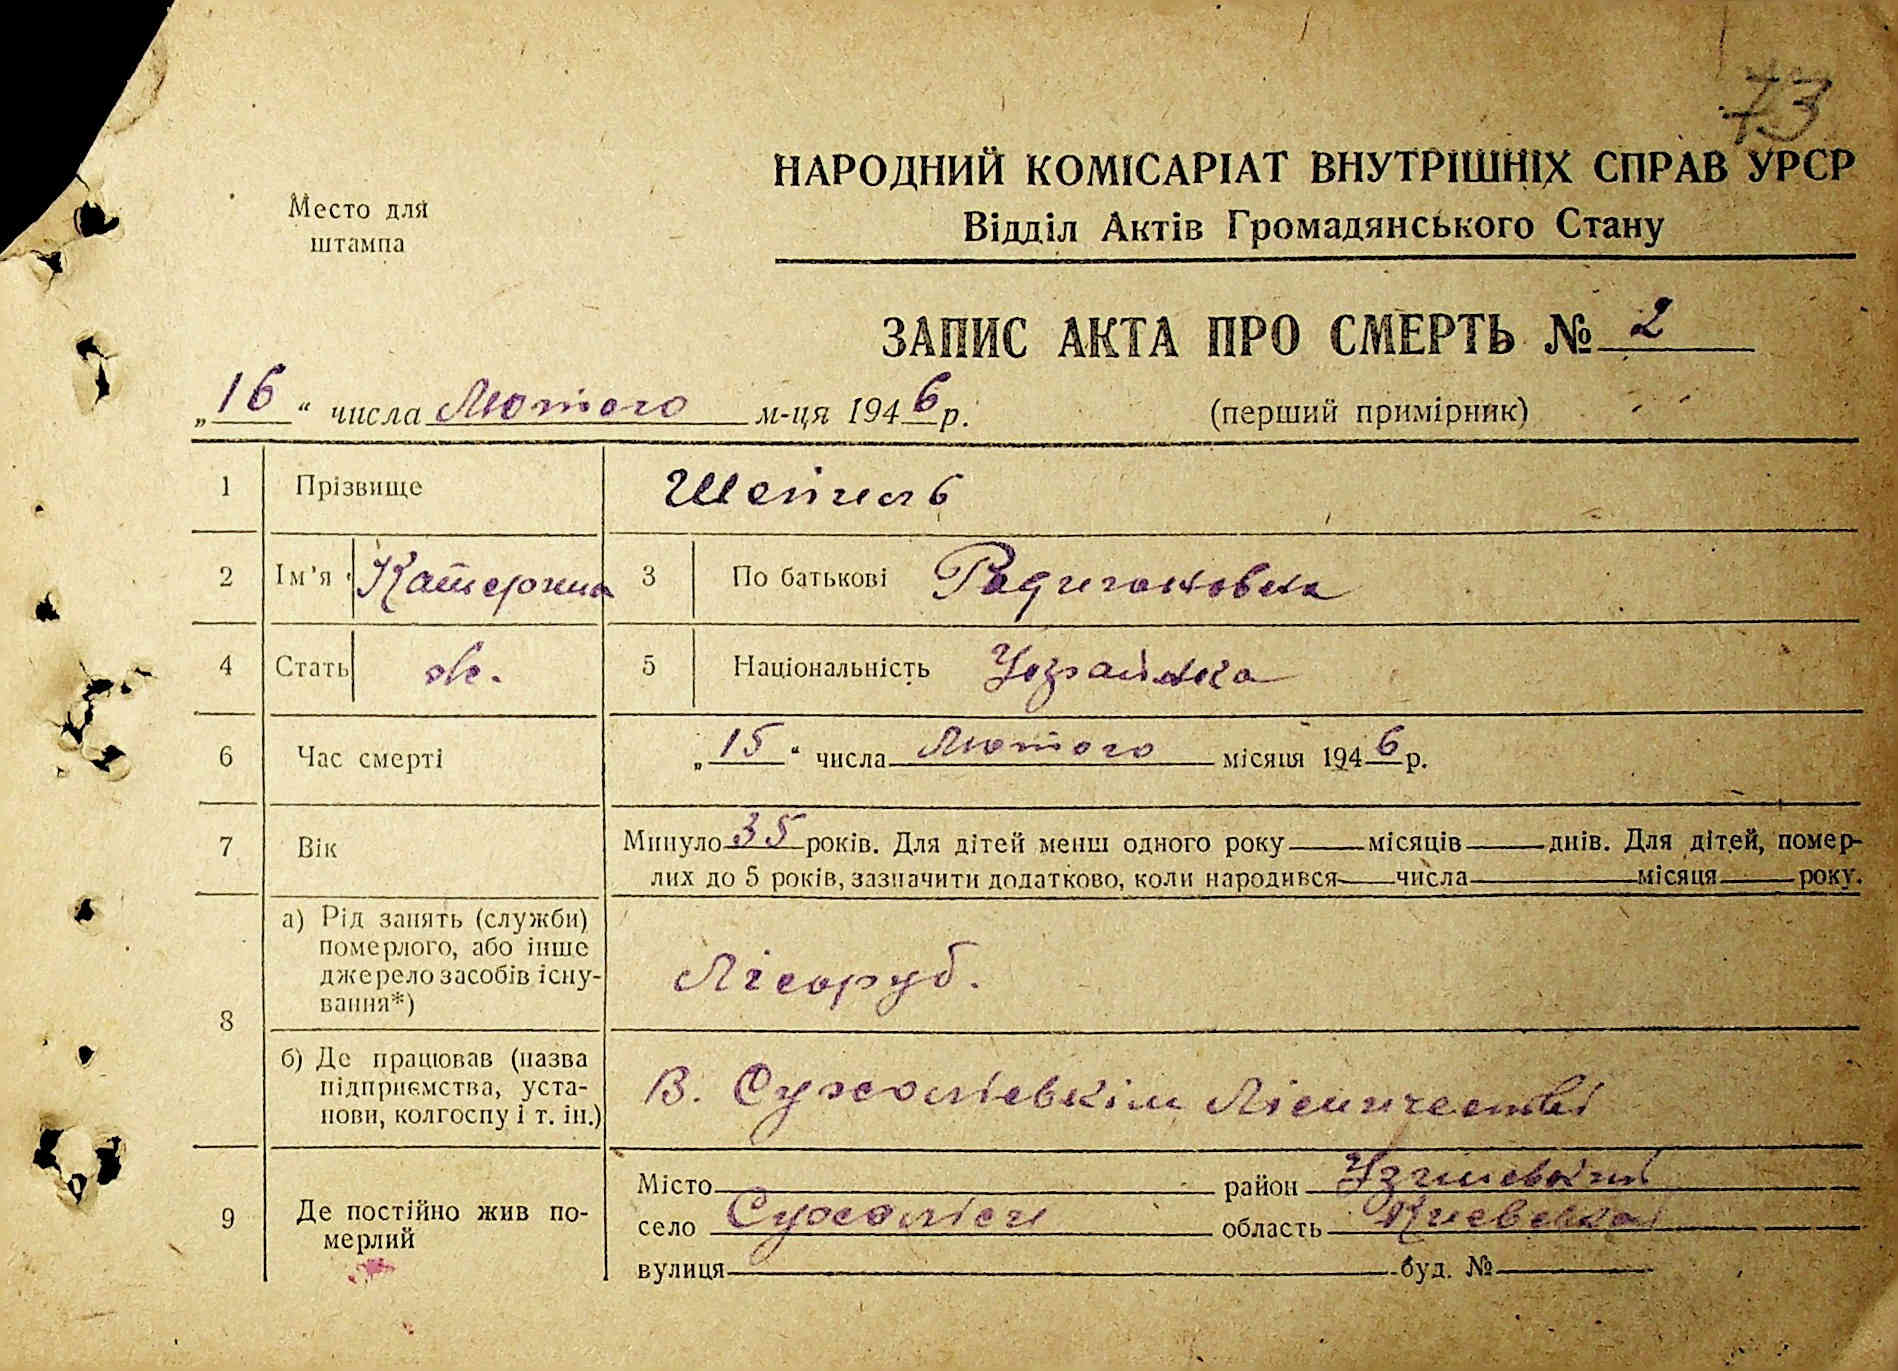 73
НАРОДНИЙ КОМІСАРІАТ ВНУТРІШНІХ СПРАВ УРСР
Место для
штампа
Відділ Актів Громадянського Стану
ЗАПИС АКТА ПРО СМЕРТЬ № 2
„16“ числа Лютого м-ця 1946 р.
(перший примірник)
1 Прізвище
2 Ім'я Катерина 3 По батькові
4 Стать ж. 5 Національність Українка
6 Час смерті „15“ числа Лютого місяця 1946 р.
7 Вік Минуло 35 років. Для дітей менш одного року місяців днів. Для дітей, помер-
лих до 5 років, зазначити додатково, коли народився числа місяця року.
8 а) Рід занять (служби)
померлого, або інше
джерело засобів існу-
вання*)
Лісоруб.
б) Де працював (назва
підприємства, уста-
нови, колгоспу і т. ін.)
В. Сухоліевкім Лісничестві
9 Де постійно жив по-
мерлий
Місто район
село Сухоліси область Киевська
вулиця буд. №